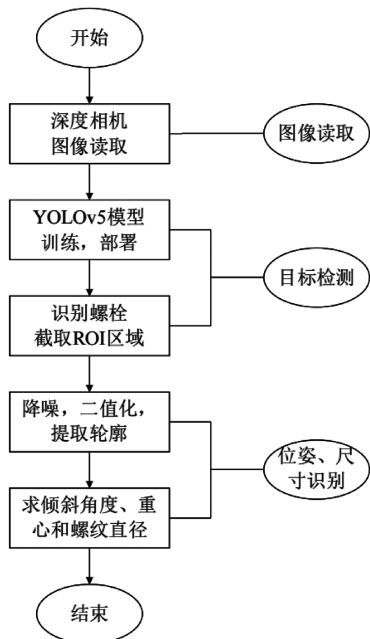 开始
深度相机
图像读取
图像读取
YOLOv5模型
训练，部署
目标检测
识别螺栓
截取ROI区域
降噪，二值化，
提取轮廓
位姿、尺
寸识别
求倾斜角度、重
心和螺纹直径
结束